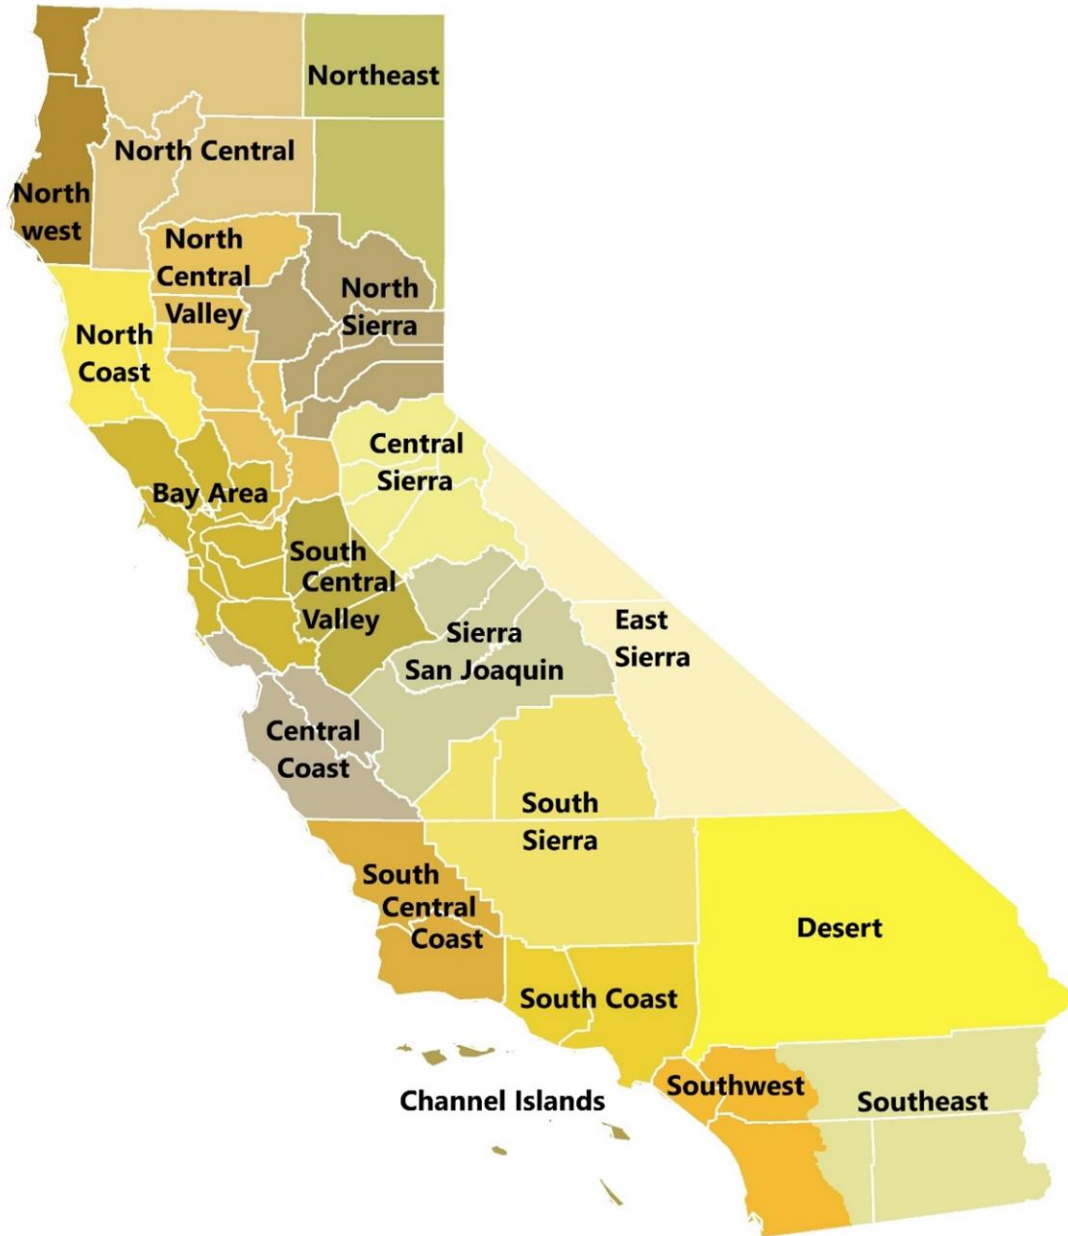 Northeast
North Central
North
west
North
Central
Valley
North
Sierra
North
Coast
Central
Sierra
Bay Area
South
Central
Valley
East
Sierra
Sierra
San Joaquin
Central
Coast
South
Sierra
South
Central
Coast
Desert
South Coast
Southwest
Channel Islands
Southeast